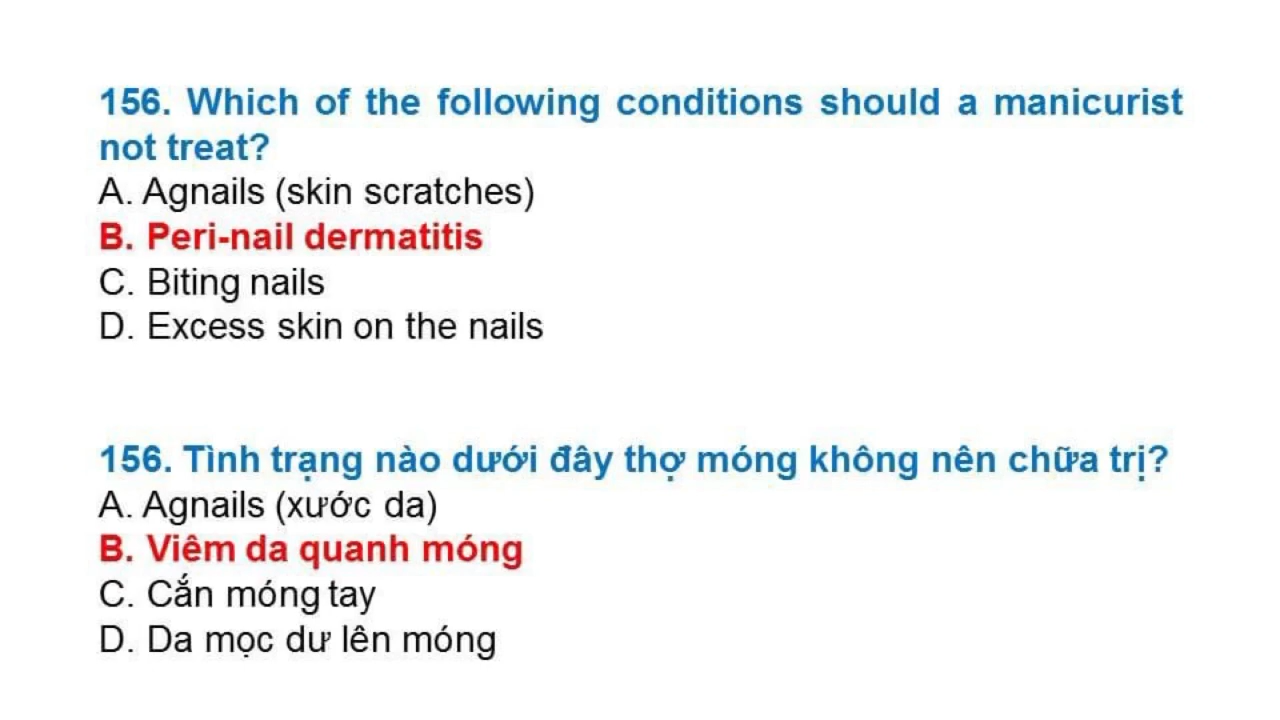 156. Which of the following conditions should a manicurist
not treat?
A. Agnails (skin scratches)
B. Peri-nail dermatitis
C. Biting nails
D. Excess skin on the nails
156. Tình trạng nào dưới đây thợ móng không nên chữa trị?
A. Agnails (xước da)
B. Viêm da quanh móng
C. Cắn móng tay
D. Da mọc dư lên móng